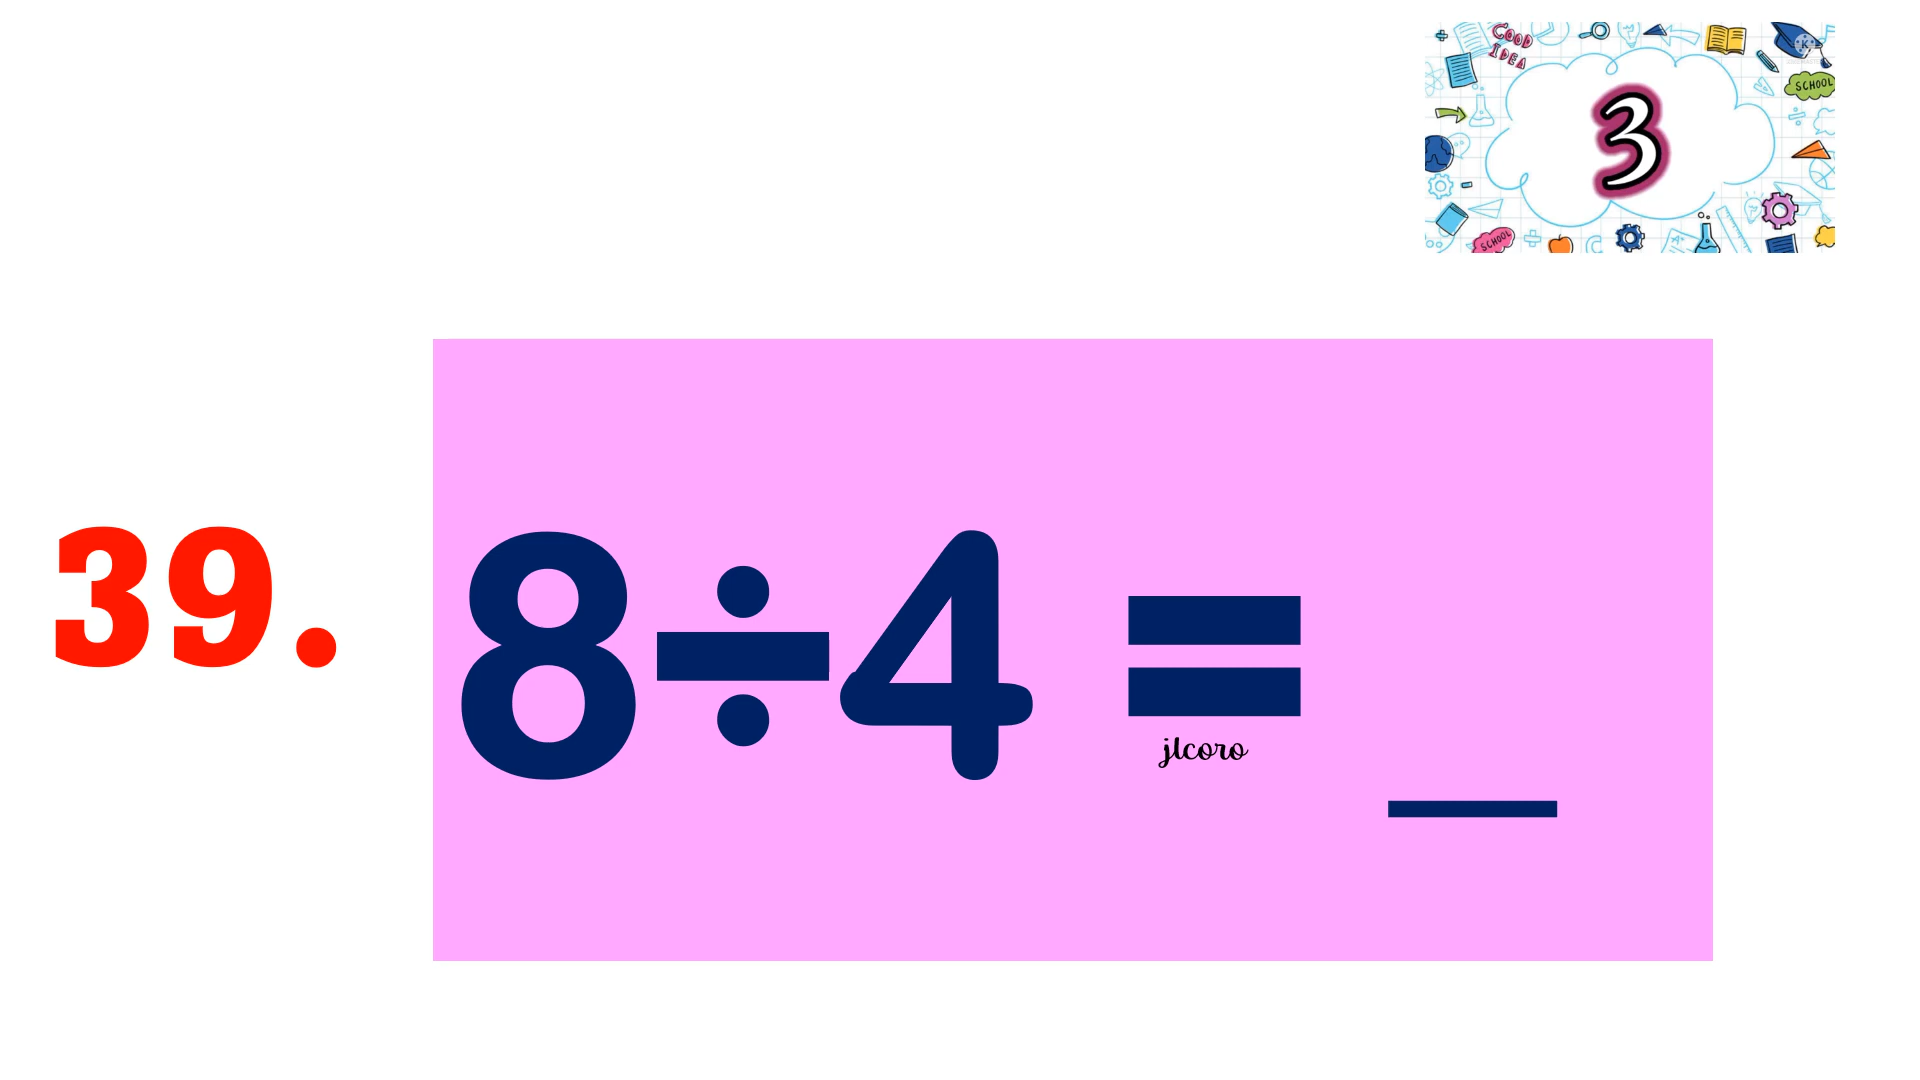 GOOD
IDEA
SCHOOL
3
SCHOOL
A+
39.
8÷4 = _
jlcoro